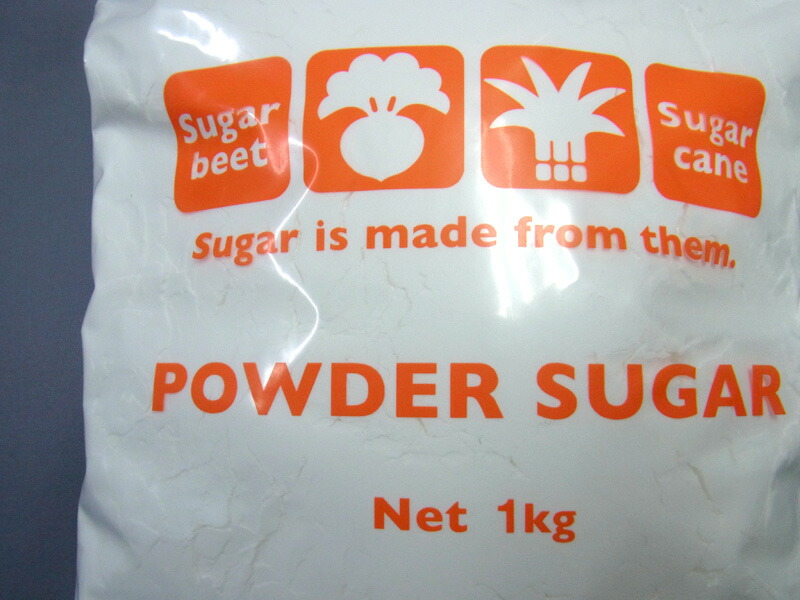 Sugar
beet
Sugar
cane
Sugar is made from them.
POWDER SUGAR
Net 1kg